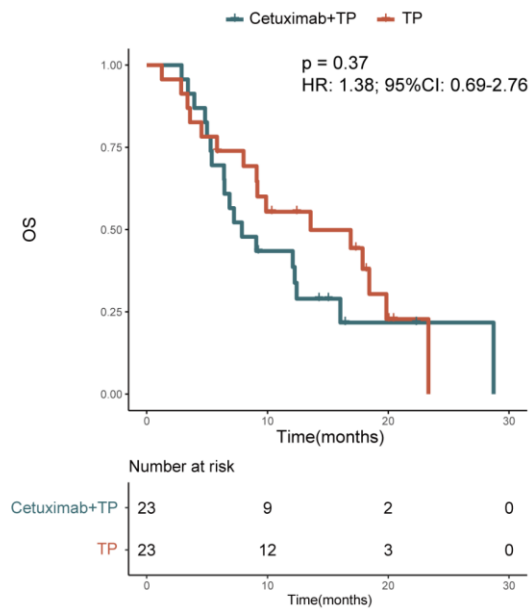 Cetuximab+TP TP
p = 0.37
HR: 1.38; 95%CI: 0.69-2.76
1.00
0.75
0.50
0.25
0.00
OS
0 10 20 30
Time(months)
Number at risk
Cetuximab+TP 23 9 2 0
TP 23 12 3 0
0 10 20 30
Time(months)